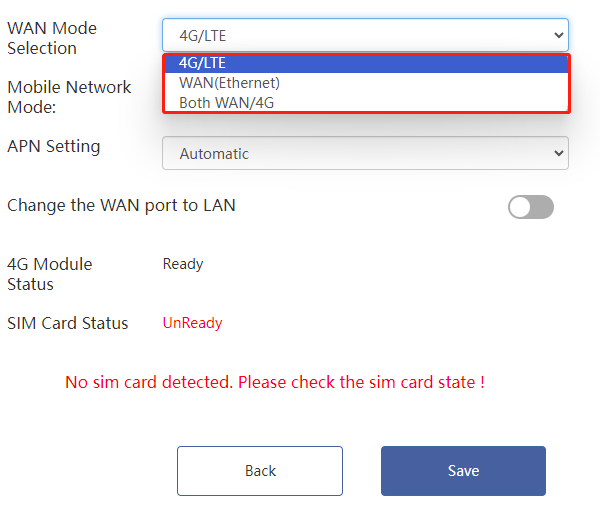 WAN Mode
Selection
4G/LTE
4G/LTE
WAN(Ethernet)
Both WAN/4G
Mobile Network
Mode:
APN Setting
Automatic
Change the WAN port to LAN
4G Module
Status
Ready
SIM Card Status
UnReady
No sim card detected. Please check the sim card state !
Back
Save